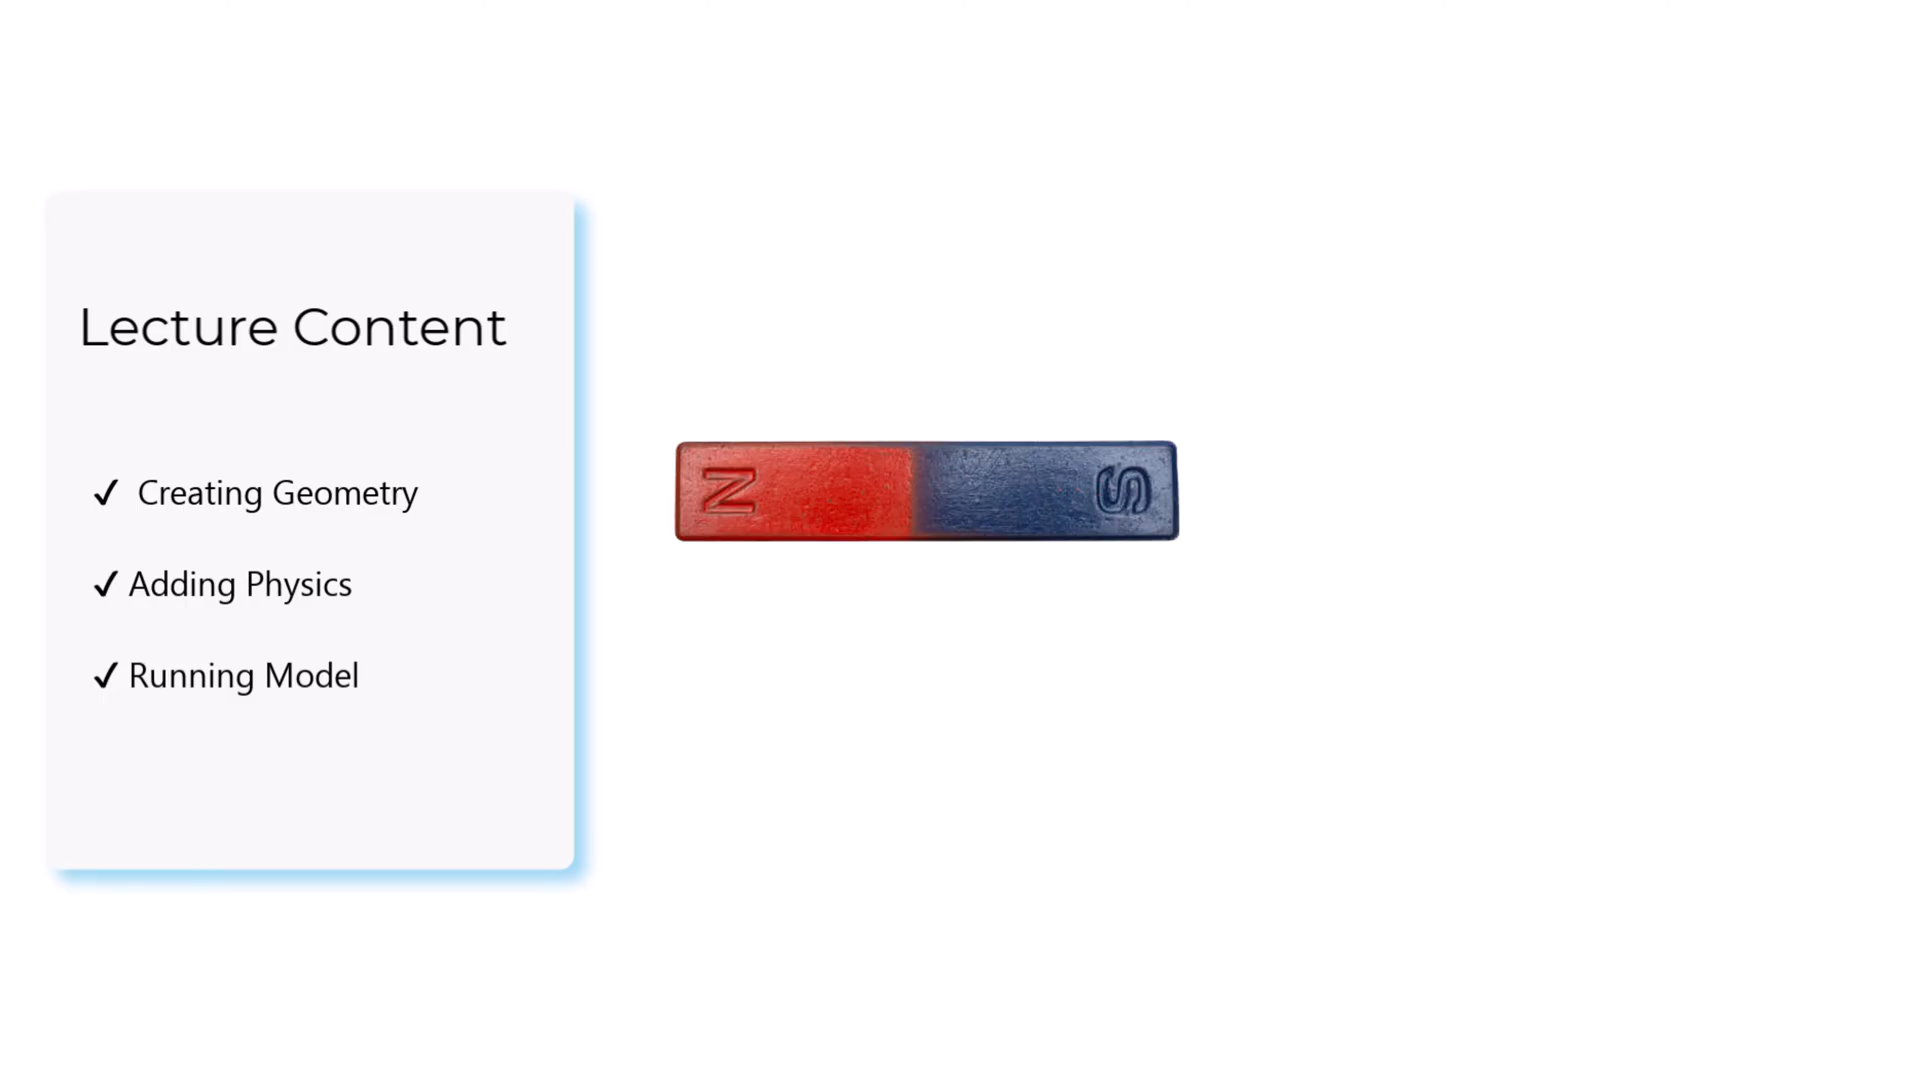 Lecture Content
✓ Creating Geometry
✓ Adding Physics
✓ Running Model
N
S